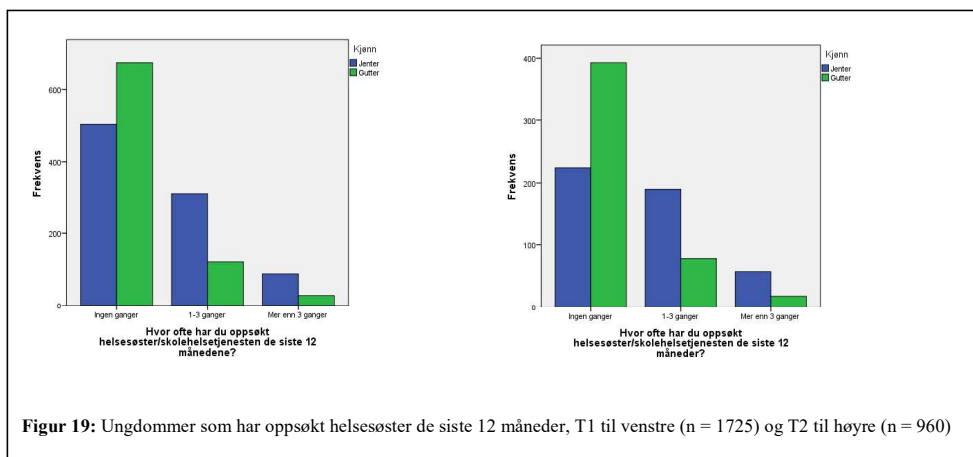 Kjønn
Jenter
Gutter
Frekvens
600
400
200
0
Ingen ganger
1-3 ganger
Mer enn 3 ganger
Hvor ofte har du oppsøkt
helsesøster/skolehelsetjenesten de siste 12
månedene?
Kjønn
Jenter
Gutter
Frekvens
400
300
200
100
0
Ingen ganger
1-3 ganger
Mer enn 3 ganger
Hvor ofte har du oppsøkt
helsesøster/skolehelsetjenesten de siste 12
måneder?
Figur 19: Ungdommer som har oppsøkt helsesøster de siste 12 måneder, T1 til venstre (n = 1725) og T2 til høyre (n = 960)